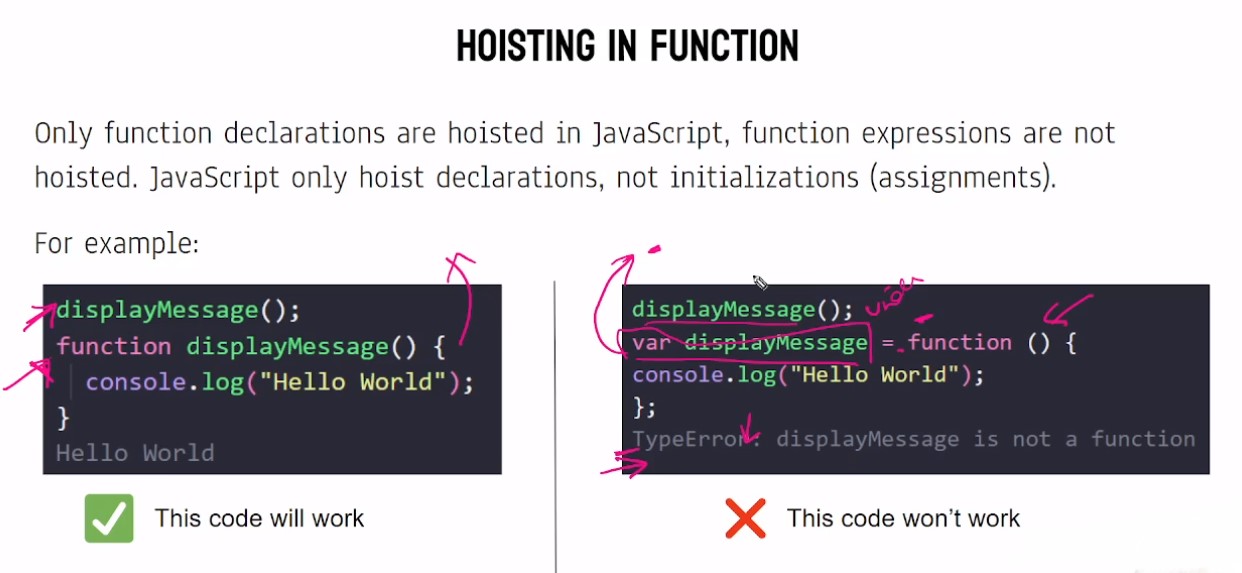 HOISTING IN FUNCTION
Only function declarations are hoisted in JavaScript, function expressions are not
hoisted. JavaScript only hoist declarations, not initializations (assignments).
For example:
displayMessage();
function displayMessage() {
console.log("Hello World");
}
Hello World
This code will work
displayMessage();
var displayMessage = function () {
console.log("Hello World");
};
TypeError: displayMessage is not a function
This code won't work